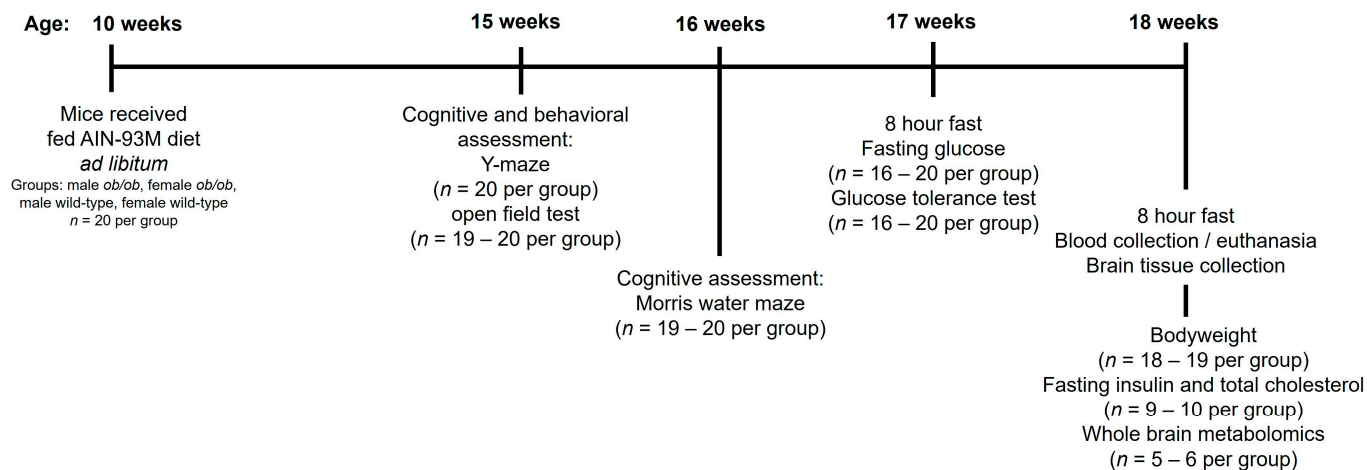 Age: 10 weeks 15 weeks 16 weeks 17 weeks 18 weeks
Mice received
fed AIN-93M diet
ad libitum
Groups: male ob/ob, female ob/ob,
male wild-type, female wild-type
n = 20 per group
Cognitive and behavioral
assessment:
Y-maze
(n = 20 per group)
open field test
(n = 19 – 20 per group)
Cognitive assessment:
Morris water maze
(n = 19 – 20 per group)
8 hour fast
Fasting glucose
(n = 16 – 20 per group)
Glucose tolerance test
(n = 16 – 20 per group)
8 hour fast
Blood collection / euthanasia
Brain tissue collection
Bodyweight
(n = 18 – 19 per group)
Fasting insulin and total cholesterol
(n = 9 – 10 per group)
Whole brain metabolomics
(n = 5 – 6 per group)